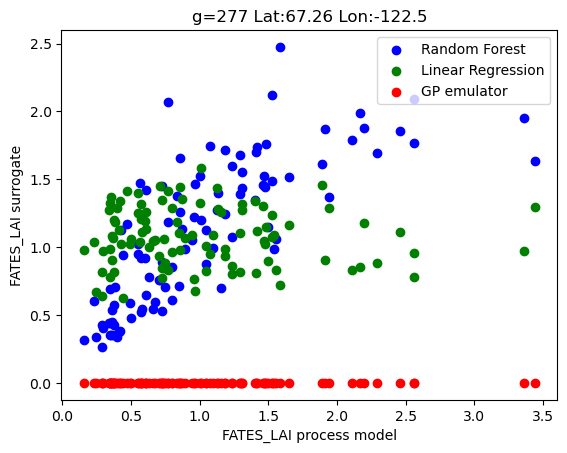 g=277 Lat:67.26 Lon:-122.5
FATES_LAI surrogate
2.5
2.0
1.5
1.0
0.5
0.0
Random Forest
Linear Regression
GP emulator
0.0 0.5 1.0 1.5 2.0 2.5 3.0 3.5
FATES_LAI process model